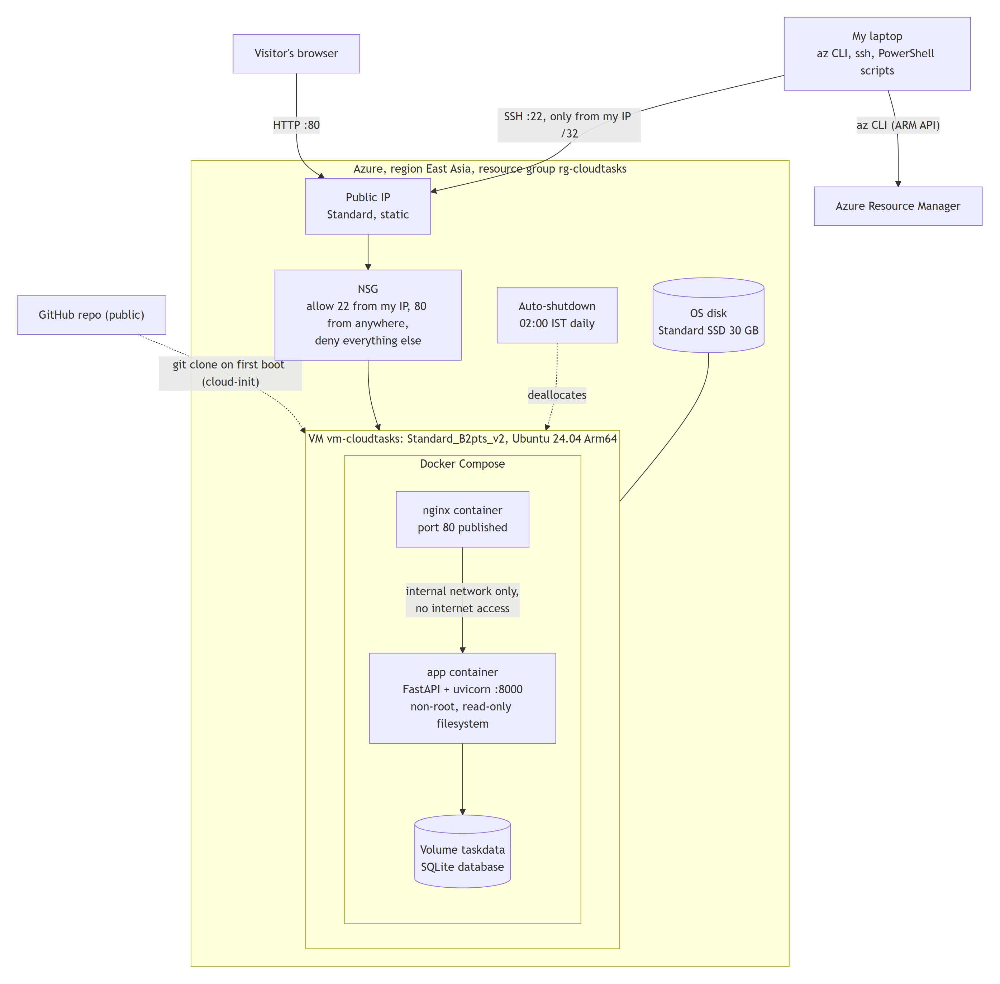 My laptop
az CLI, ssh, PowerShell
scripts
Visitor's browser
SSH :22, only from my IP
/32
HTTP :80
az CLI (ARM API)
Azure, region East Asia, resource group rg-cloudtasks
Public IP
Standard, static
Azure Resource Manager
NSG
allow 22 from my IP, 80
from anywhere,
deny everything else
Auto-shutdown
02:00 IST daily
OS disk
Standard SSD 30 GB
GitHub repo (public)
git clone on first boot
(cloud-init)
deallocates
VM vm-cloudtasks: Standard_B2pts_v2, Ubuntu 24.04 Arm64
Docker Compose
nginx container
port 80 published
internal network only,
no internet access
app container
FastAPI + uvicorn :8000
non-root, read-only
filesystem
Volume taskdata
SQLite database